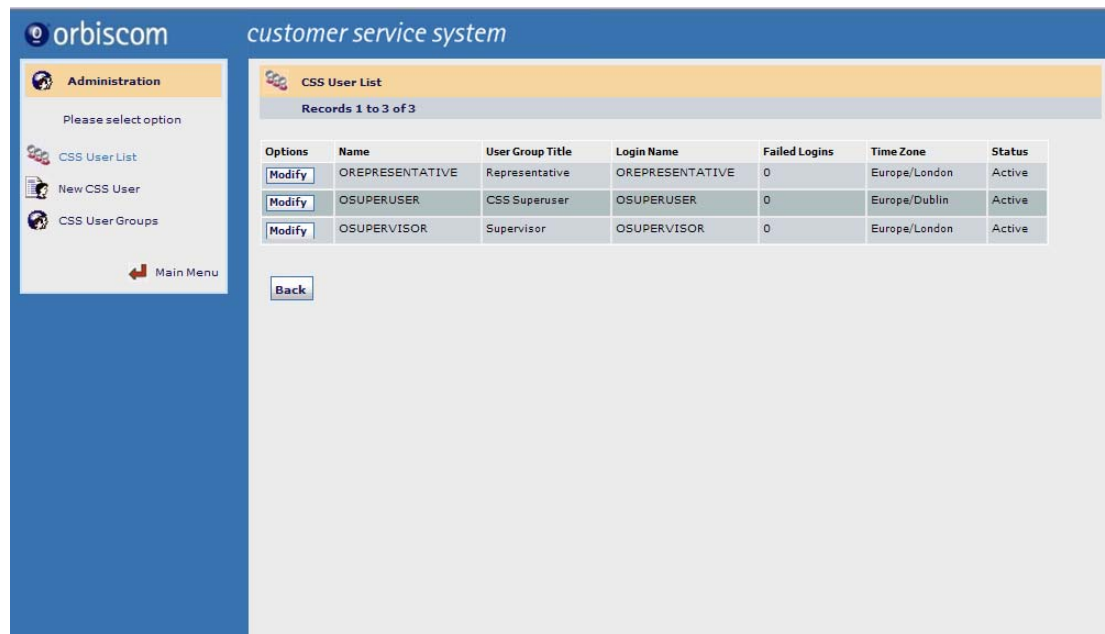 orbiscom
customer service system
Administration
Please select option
CSS User List
New CSS User
CSS User Groups
Main Menu
CSS User List
Records 1 to 3 of 3
Options Name User Group Title Login Name Failed Logins Time Zone Status
Modify OREPRESENTATIVE Representative OREPRESENTATIVE 0 Europe/London Active
Modify OSUPERUSER CSS Superuser OSUPERUSER 0 Europe/Dublin Active
Modify OSUPERVISOR Supervisor OSUPERVISOR 0 Europe/London Active
Back